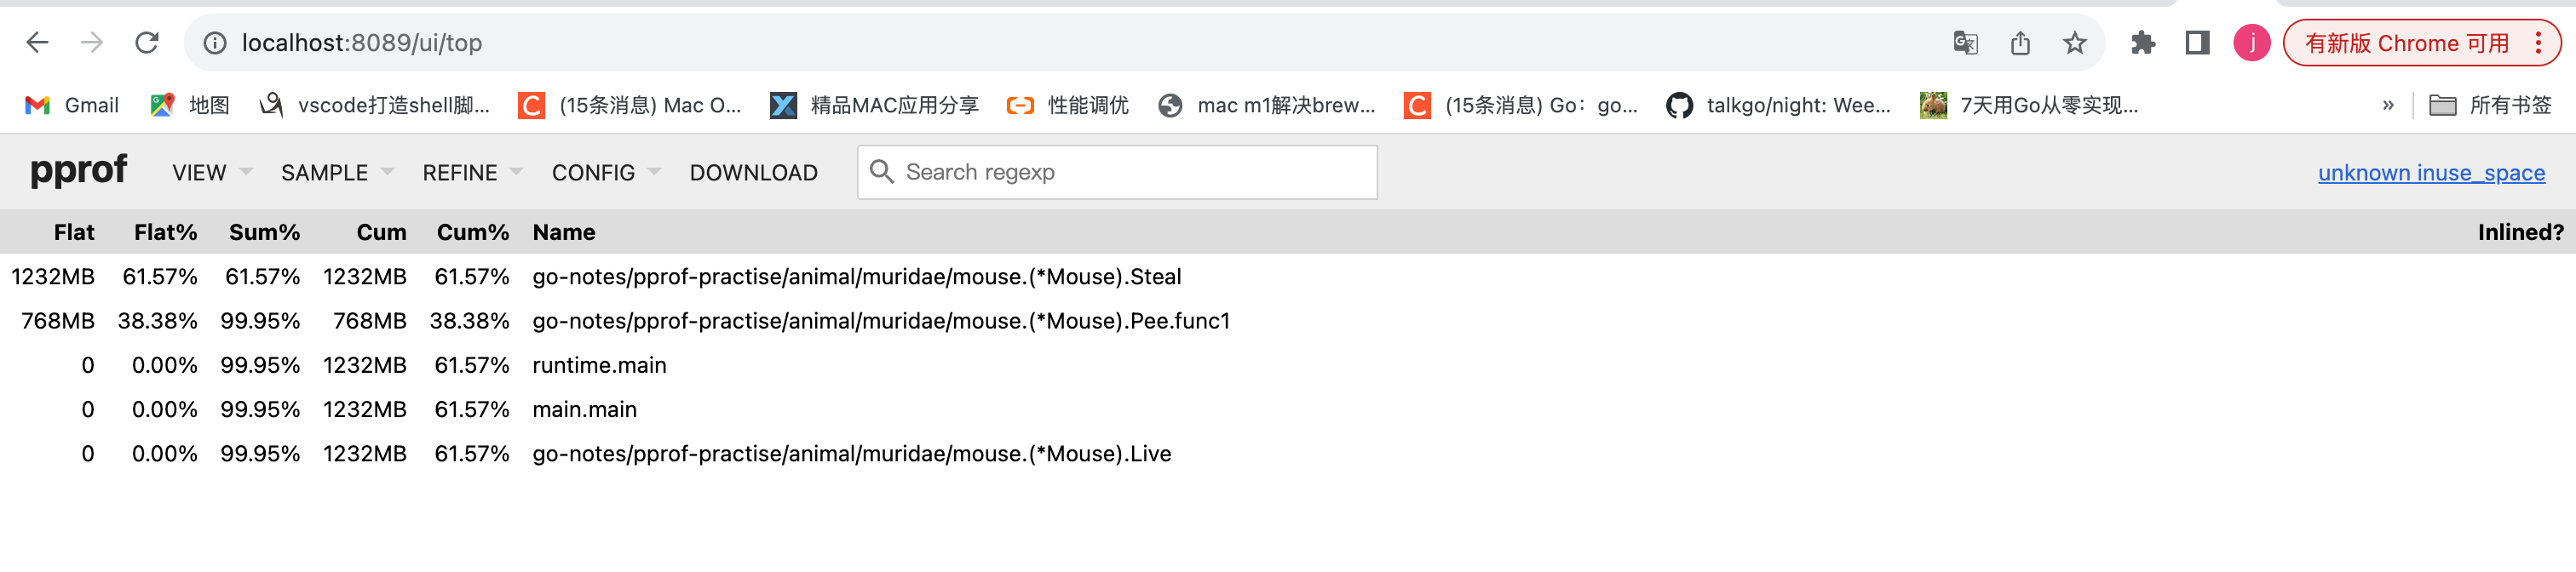 localhost:8089/ui/top 有新版 Chrome 可用
j
Gmail 地图 vscode打造shell脚... (15条消息) Mac O... 精品MAC应用分享 性能调优 mac m1解决brew... (15条消息) Go：go... talkgo/night: Wee... 7天用Go从零实现... » 所有书签
pprof VIEW SAMPLE REFINE CONFIG DOWNLOAD Search regexp unknown inuse_space
Flat Flat% Sum% Cum Cum% Name Inlined?
1232MB 61.57% 61.57% 1232MB 61.57% go-notes/pprof-practise/animal/muridae/mouse.(*Mouse).Steal
768MB 38.38% 99.95% 768MB 38.38% go-notes/pprof-practise/animal/muridae/mouse.(*Mouse).Pee.func1
0 0.00% 99.95% 1232MB 61.57% runtime.main
0 0.00% 99.95% 1232MB 61.57% main.main
0 0.00% 99.95% 1232MB 61.57% go-notes/pprof-practise/animal/muridae/mouse.(*Mouse).Live